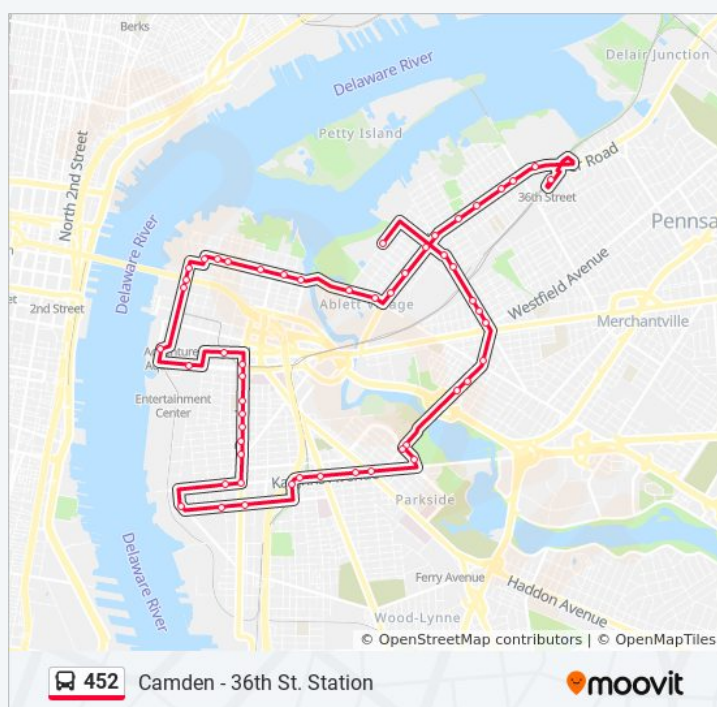 Berks
Delair Junction
Delaware River
Petty Island
North 2nd Street
Road
36th Street
Pennsa
Delaware River
2nd Street
Westfield Avenue
Ablett Village
Merchantville
Entertainment
Center
Parkside
Delaware River
Ferry Avenue
Haddon Avenue
Wood-Lynne
© OpenStreetMap contributors | © OpenMapTiles
452 Camden - 36th St. Station
moovit